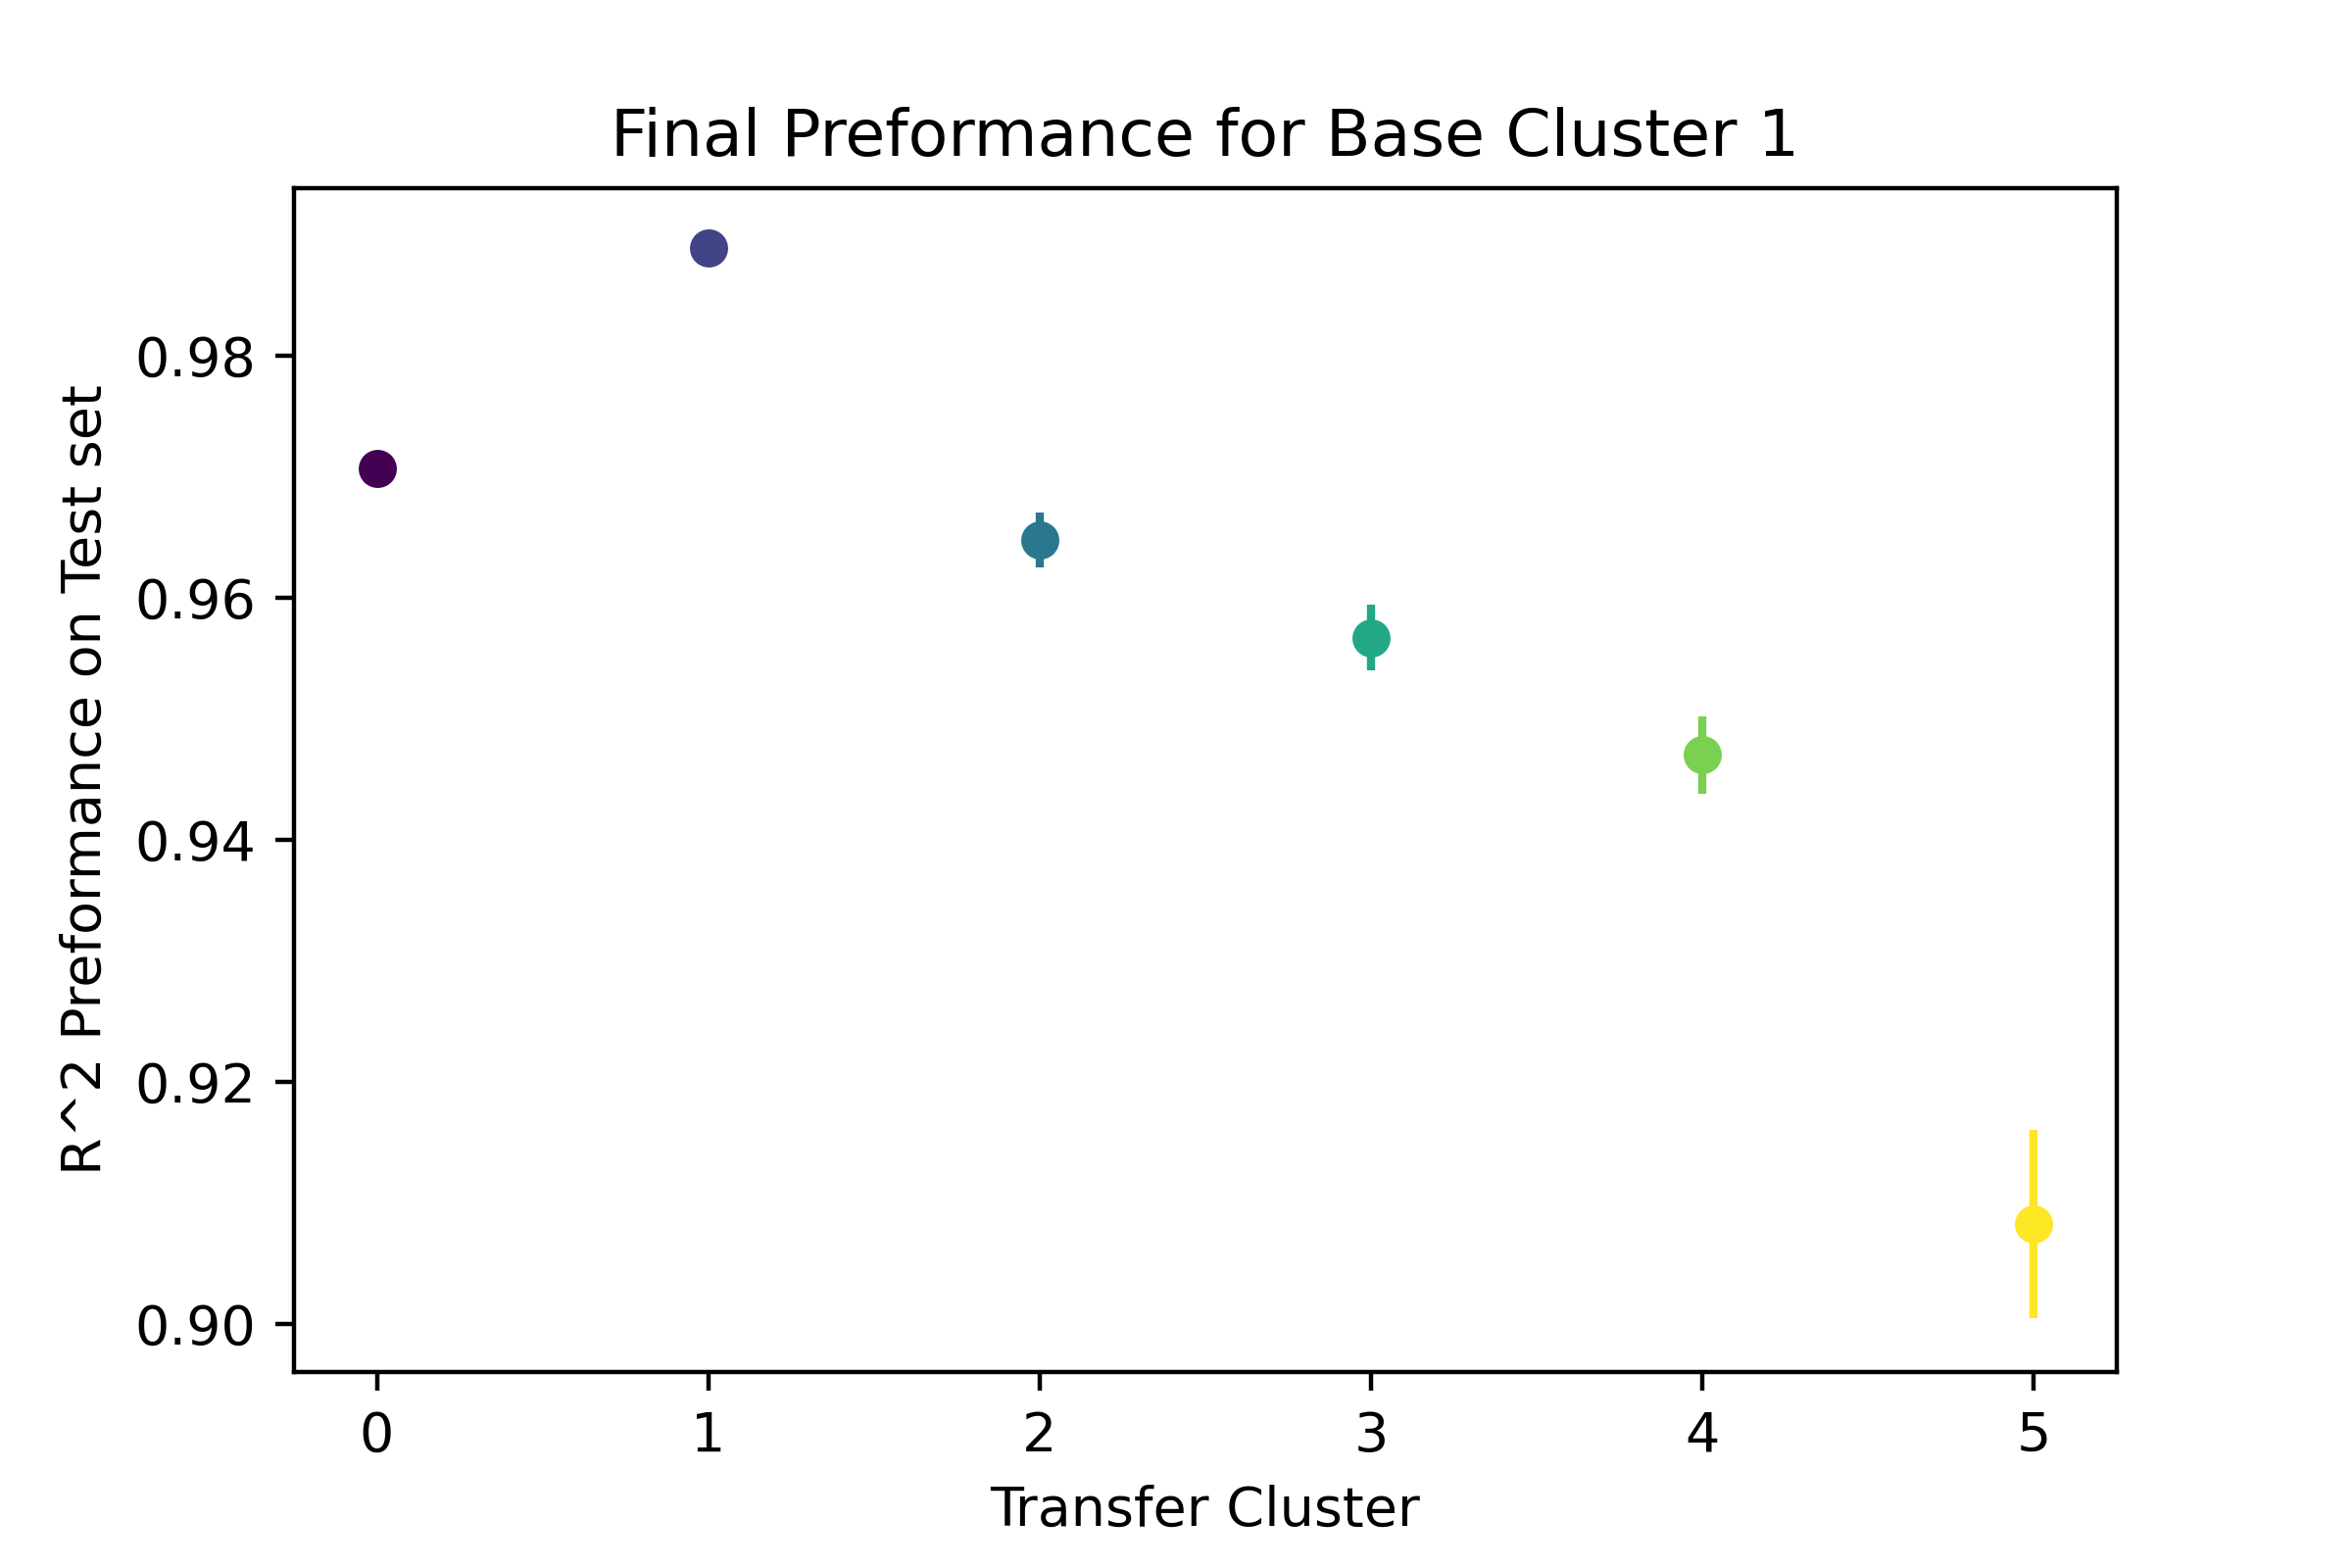 Final Preformance for Base Cluster 1
R^2 Preformance on Test set
0.98
0.96
0.94
0.92
0.90
0 1 2 3 4 5
Transfer Cluster